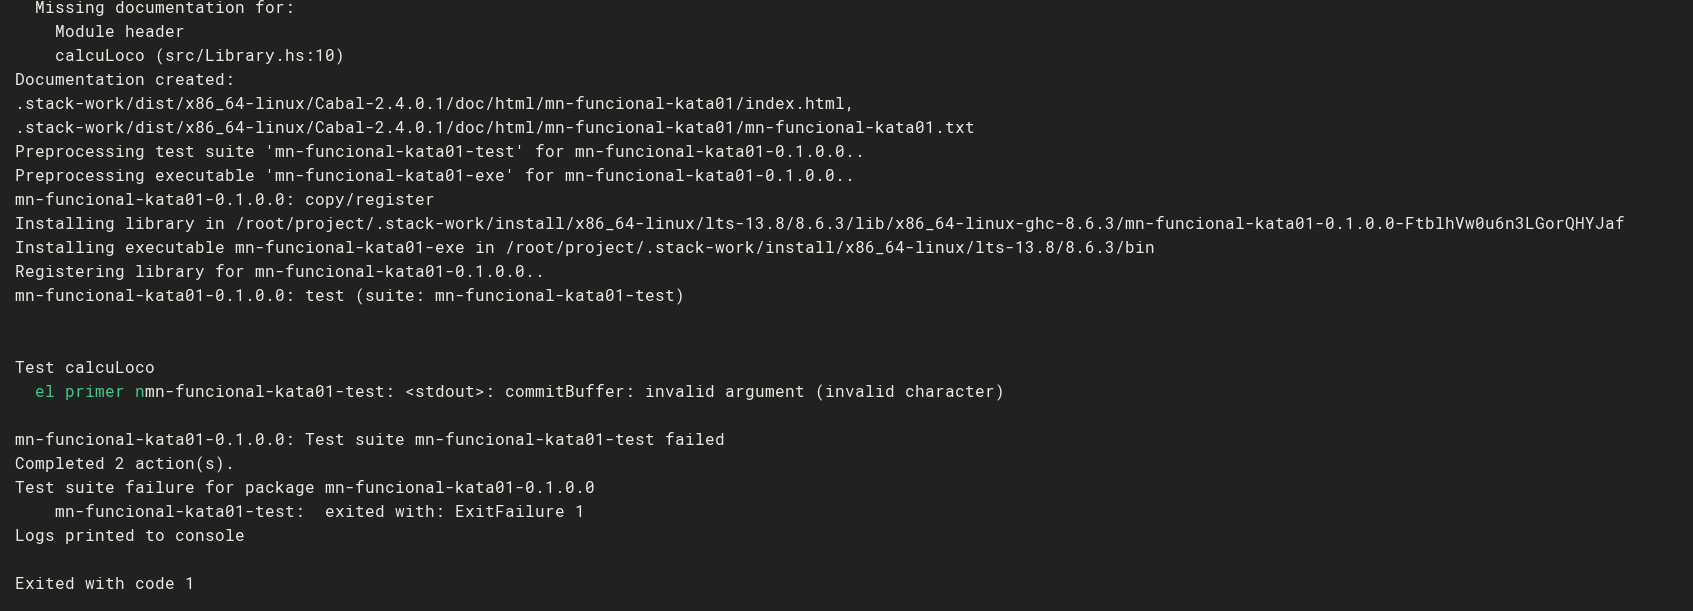 Missing documentation for:
Module header
calcuLoco (src/Library.hs:10)
Documentation created:
.stack-work/dist/x86_64-linux/Cabal-2.4.0.1/doc/html/mn-funcional-kata01/index.html,
.stack-work/dist/x86_64-linux/Cabal-2.4.0.1/doc/html/mn-funcional-kata01/mn-funcional-kata01.txt
Preprocessing test suite 'mn-funcional-kata01-test' for mn-funcional-kata01-0.1.0.0..
Preprocessing executable 'mn-funcional-kata01-exe' for mn-funcional-kata01-0.1.0.0..
mn-funcional-kata01-0.1.0.0: copy/register
Installing library in /root/project/.stack-work/install/x86_64-linux/lts-13.8/8.6.3/lib/x86_64-linux-ghc-8.6.3/mn-funcional-kata01-0.1.0.0-FtblhVw0u6n3LGorQHYJaf
Installing executable mn-funcional-kata01-exe in /root/project/.stack-work/install/x86_64-linux/lts-13.8/8.6.3/bin
Registering library for mn-funcional-kata01-0.1.0.0..
mn-funcional-kata01-0.1.0.0: test (suite: mn-funcional-kata01-test)
Test calcuLoco
el primer nmn-funcional-kata01-test: <stdout>: commitBuffer: invalid argument (invalid character)
mn-funcional-kata01-0.1.0.0: Test suite mn-funcional-kata01-test failed
Completed 2 action(s).
Test suite failure for package mn-funcional-kata01-0.1.0.0
mn-funcional-kata01-test:  exited with: ExitFailure 1
Logs printed to console
Exited with code 1